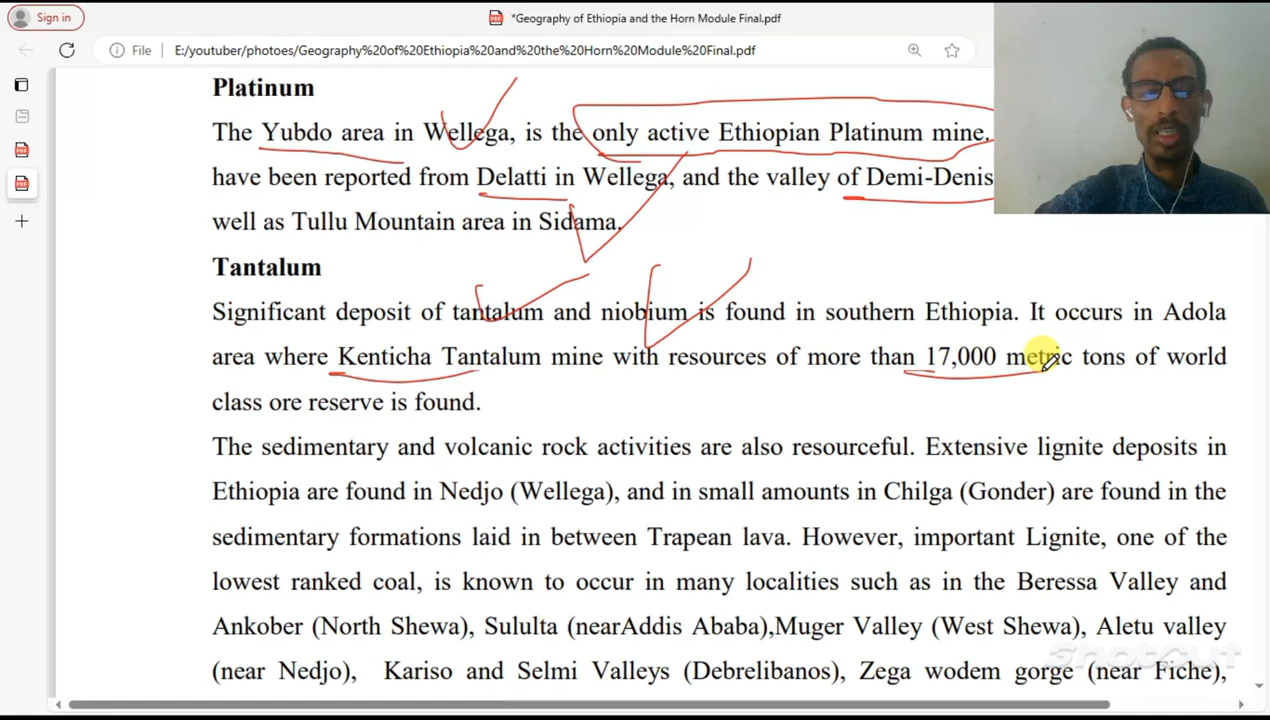 Sign in
*Geography of Ethiopia and the Horn Module Final.pdf
File E:/youtuber/photoes/Geography%20of%20Ethiopia%20and%20the%20Horn%20Module%20Final.pdf
Platinum
The Yubdo area in Wellega, is the only active Ethiopian Platinum mine.
have been reported from Delatti in Wellega, and the valley of Demi-Denis
well as Tullu Mountain area in Sidama.
Tantalum
Significant deposit of tantalum and niobium is found in southern Ethiopia. It occurs in Adola
area where Kenticha Tantalum mine with resources of more than 17,000 metric tons of world
class ore reserve is found.
The sedimentary and volcanic rock activities are also resourceful. Extensive lignite deposits in
Ethiopia are found in Nedjo (Wellega), and in small amounts in Chilga (Gonder) are found in the
sedimentary formations laid in between Trapean lava. However, important Lignite, one of the
lowest ranked coal, is known to occur in many localities such as in the Beressa Valley and
Ankober (North Shewa), Sululta (nearAddis Ababa),Muger Valley (West Shewa), Aletu valley
(near Nedjo), Kariso and Selmi Valleys (Debrelibanos), Zega wodem gorge (near Fiche),
shotcut